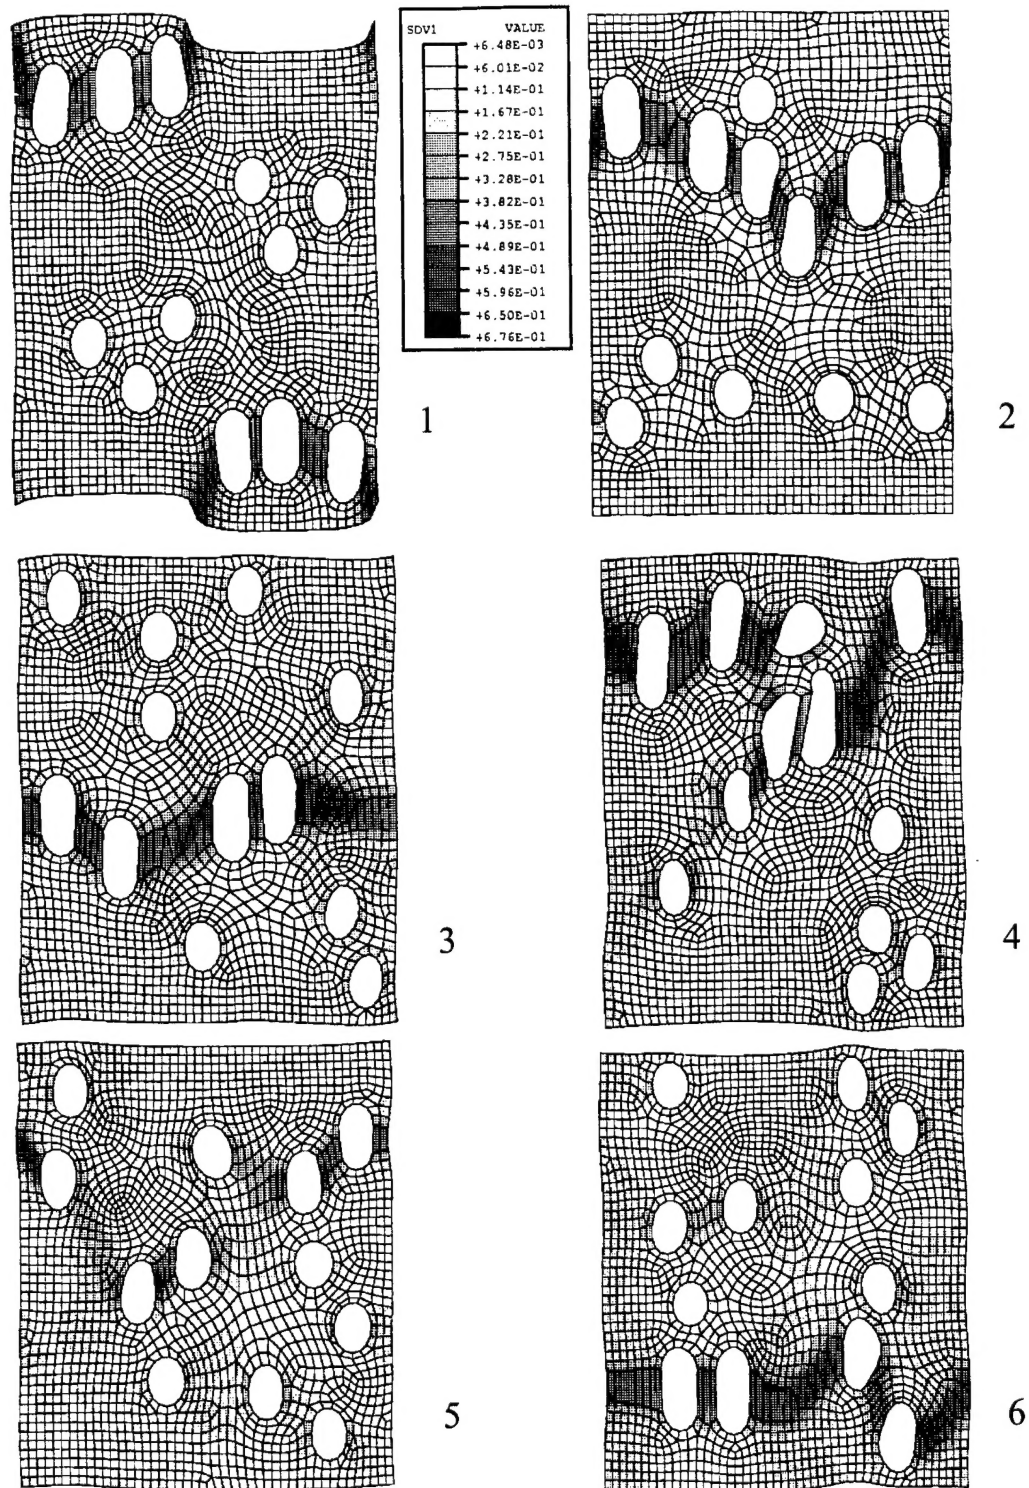 SDV1 VALUE
+6.48E-03
+6.01E-02
+1.14E-01
+1.67E-01
+2.21E-01
+2.75E-01
+3.28E-01
+3.82E-01
+4.35E-01
+4.89E-01
+5.43E-01
+5.96E-01
+6.50E-01
+6.76E-01
1
2
3
4
5
6